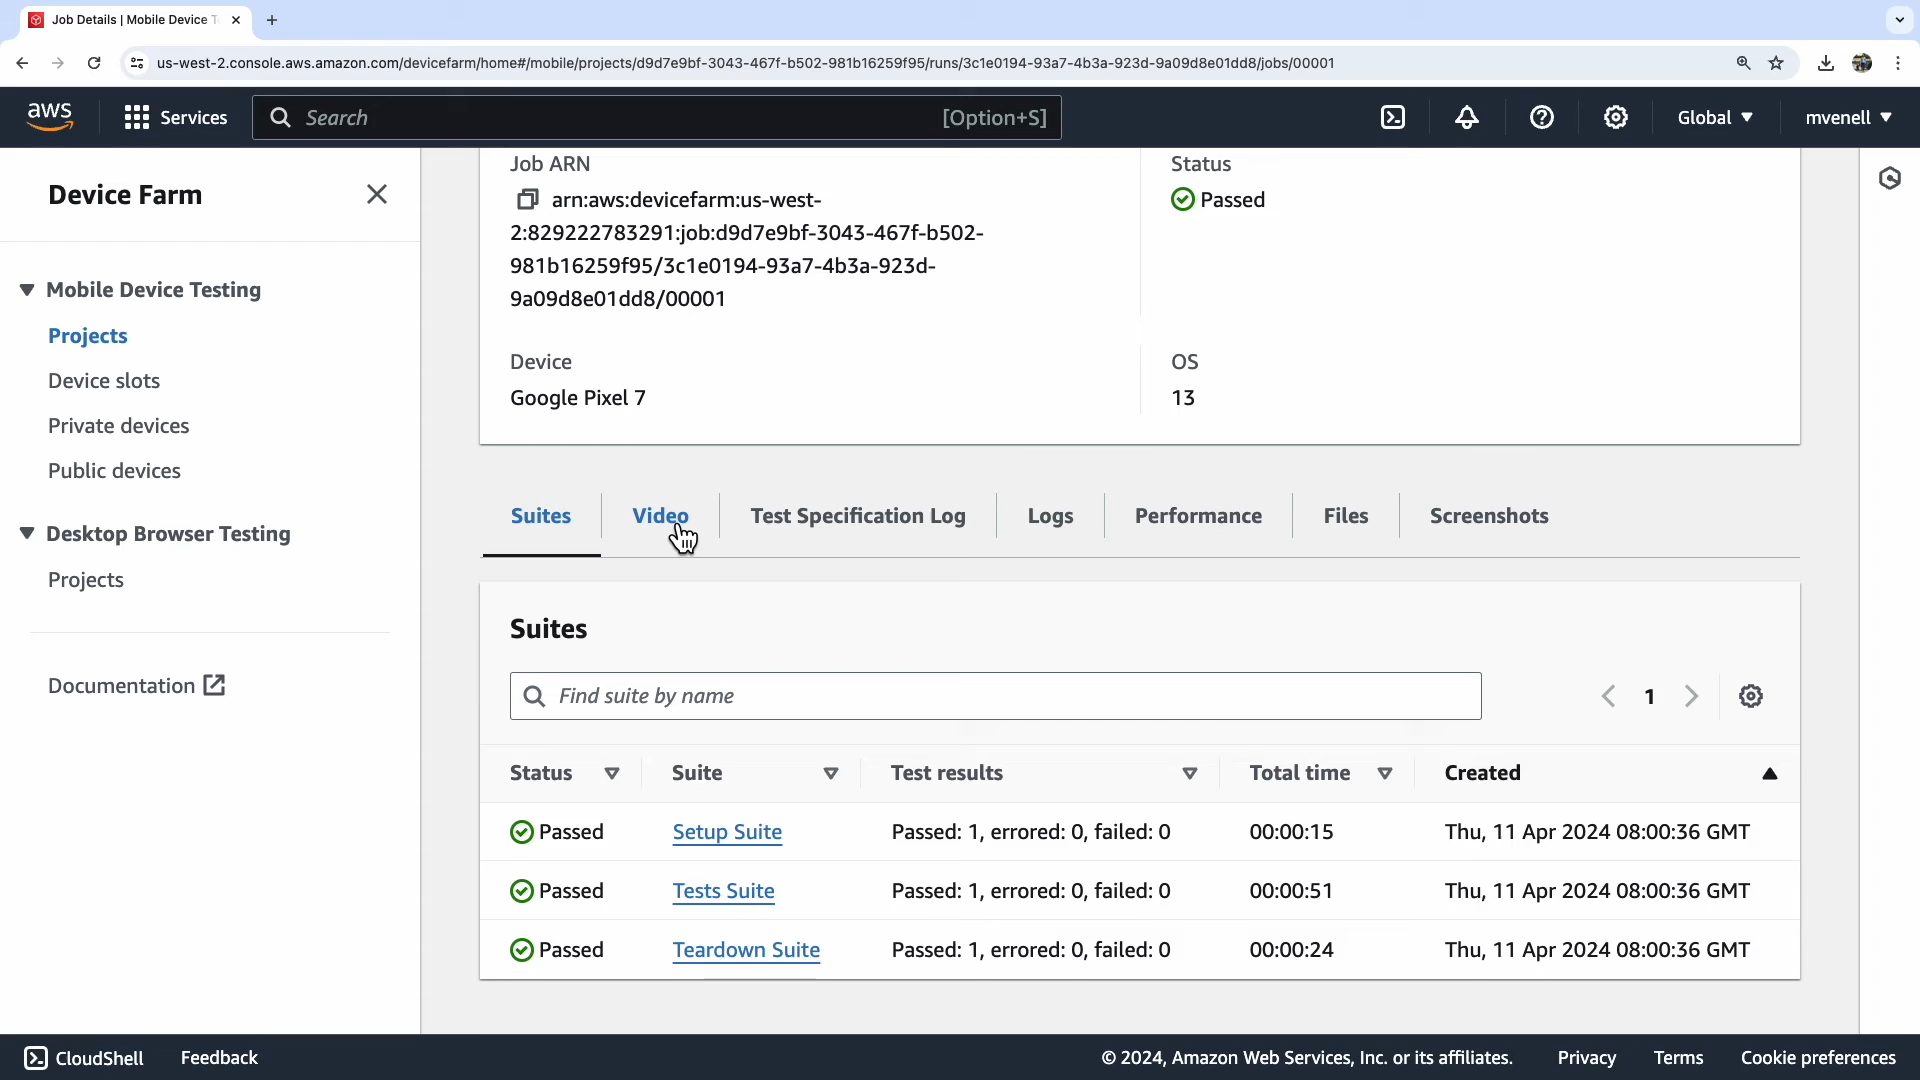 Job Details | Mobile Device T
us-west-2.console.aws.amazon.com/devicefarm/home#/mobile/projects/d9d7e9bf-3043-467f-b502-981b16259f95/runs/3c1e0194-93a7-4b3a-923d-9a09d8e01dd8/jobs/00001
aws
Services
Search
[Option+S]
Global
mvenell
Device Farm
Mobile Device Testing
Projects
Device slots
Private devices
Public devices
Desktop Browser Testing
Projects
Documentation
Job ARN
arn:aws:devicefarm:us-west-
2:829222783291:job:d9d7e9bf-3043-467f-b502-
981b16259f95/3c1e0194-93a7-4b3a-923d-
9a09d8e01dd8/00001
Status
Passed
Device
Google Pixel 7
OS
13
Suites
Video
Test Specification Log
Logs
Performance
Files
Screenshots
Suites
Find suite by name
1
Status Suite Test results Total time Created
Passed Setup Suite Passed: 1, errored: 0, failed: 0 00:00:15 Thu, 11 Apr 2024 08:00:36 GMT
Passed Tests Suite Passed: 1, errored: 0, failed: 0 00:00:51 Thu, 11 Apr 2024 08:00:36 GMT
Passed Teardown Suite Passed: 1, errored: 0, failed: 0 00:00:24 Thu, 11 Apr 2024 08:00:36 GMT
CloudShell
Feedback
© 2024, Amazon Web Services, Inc. or its affiliates.
Privacy
Terms
Cookie preferences